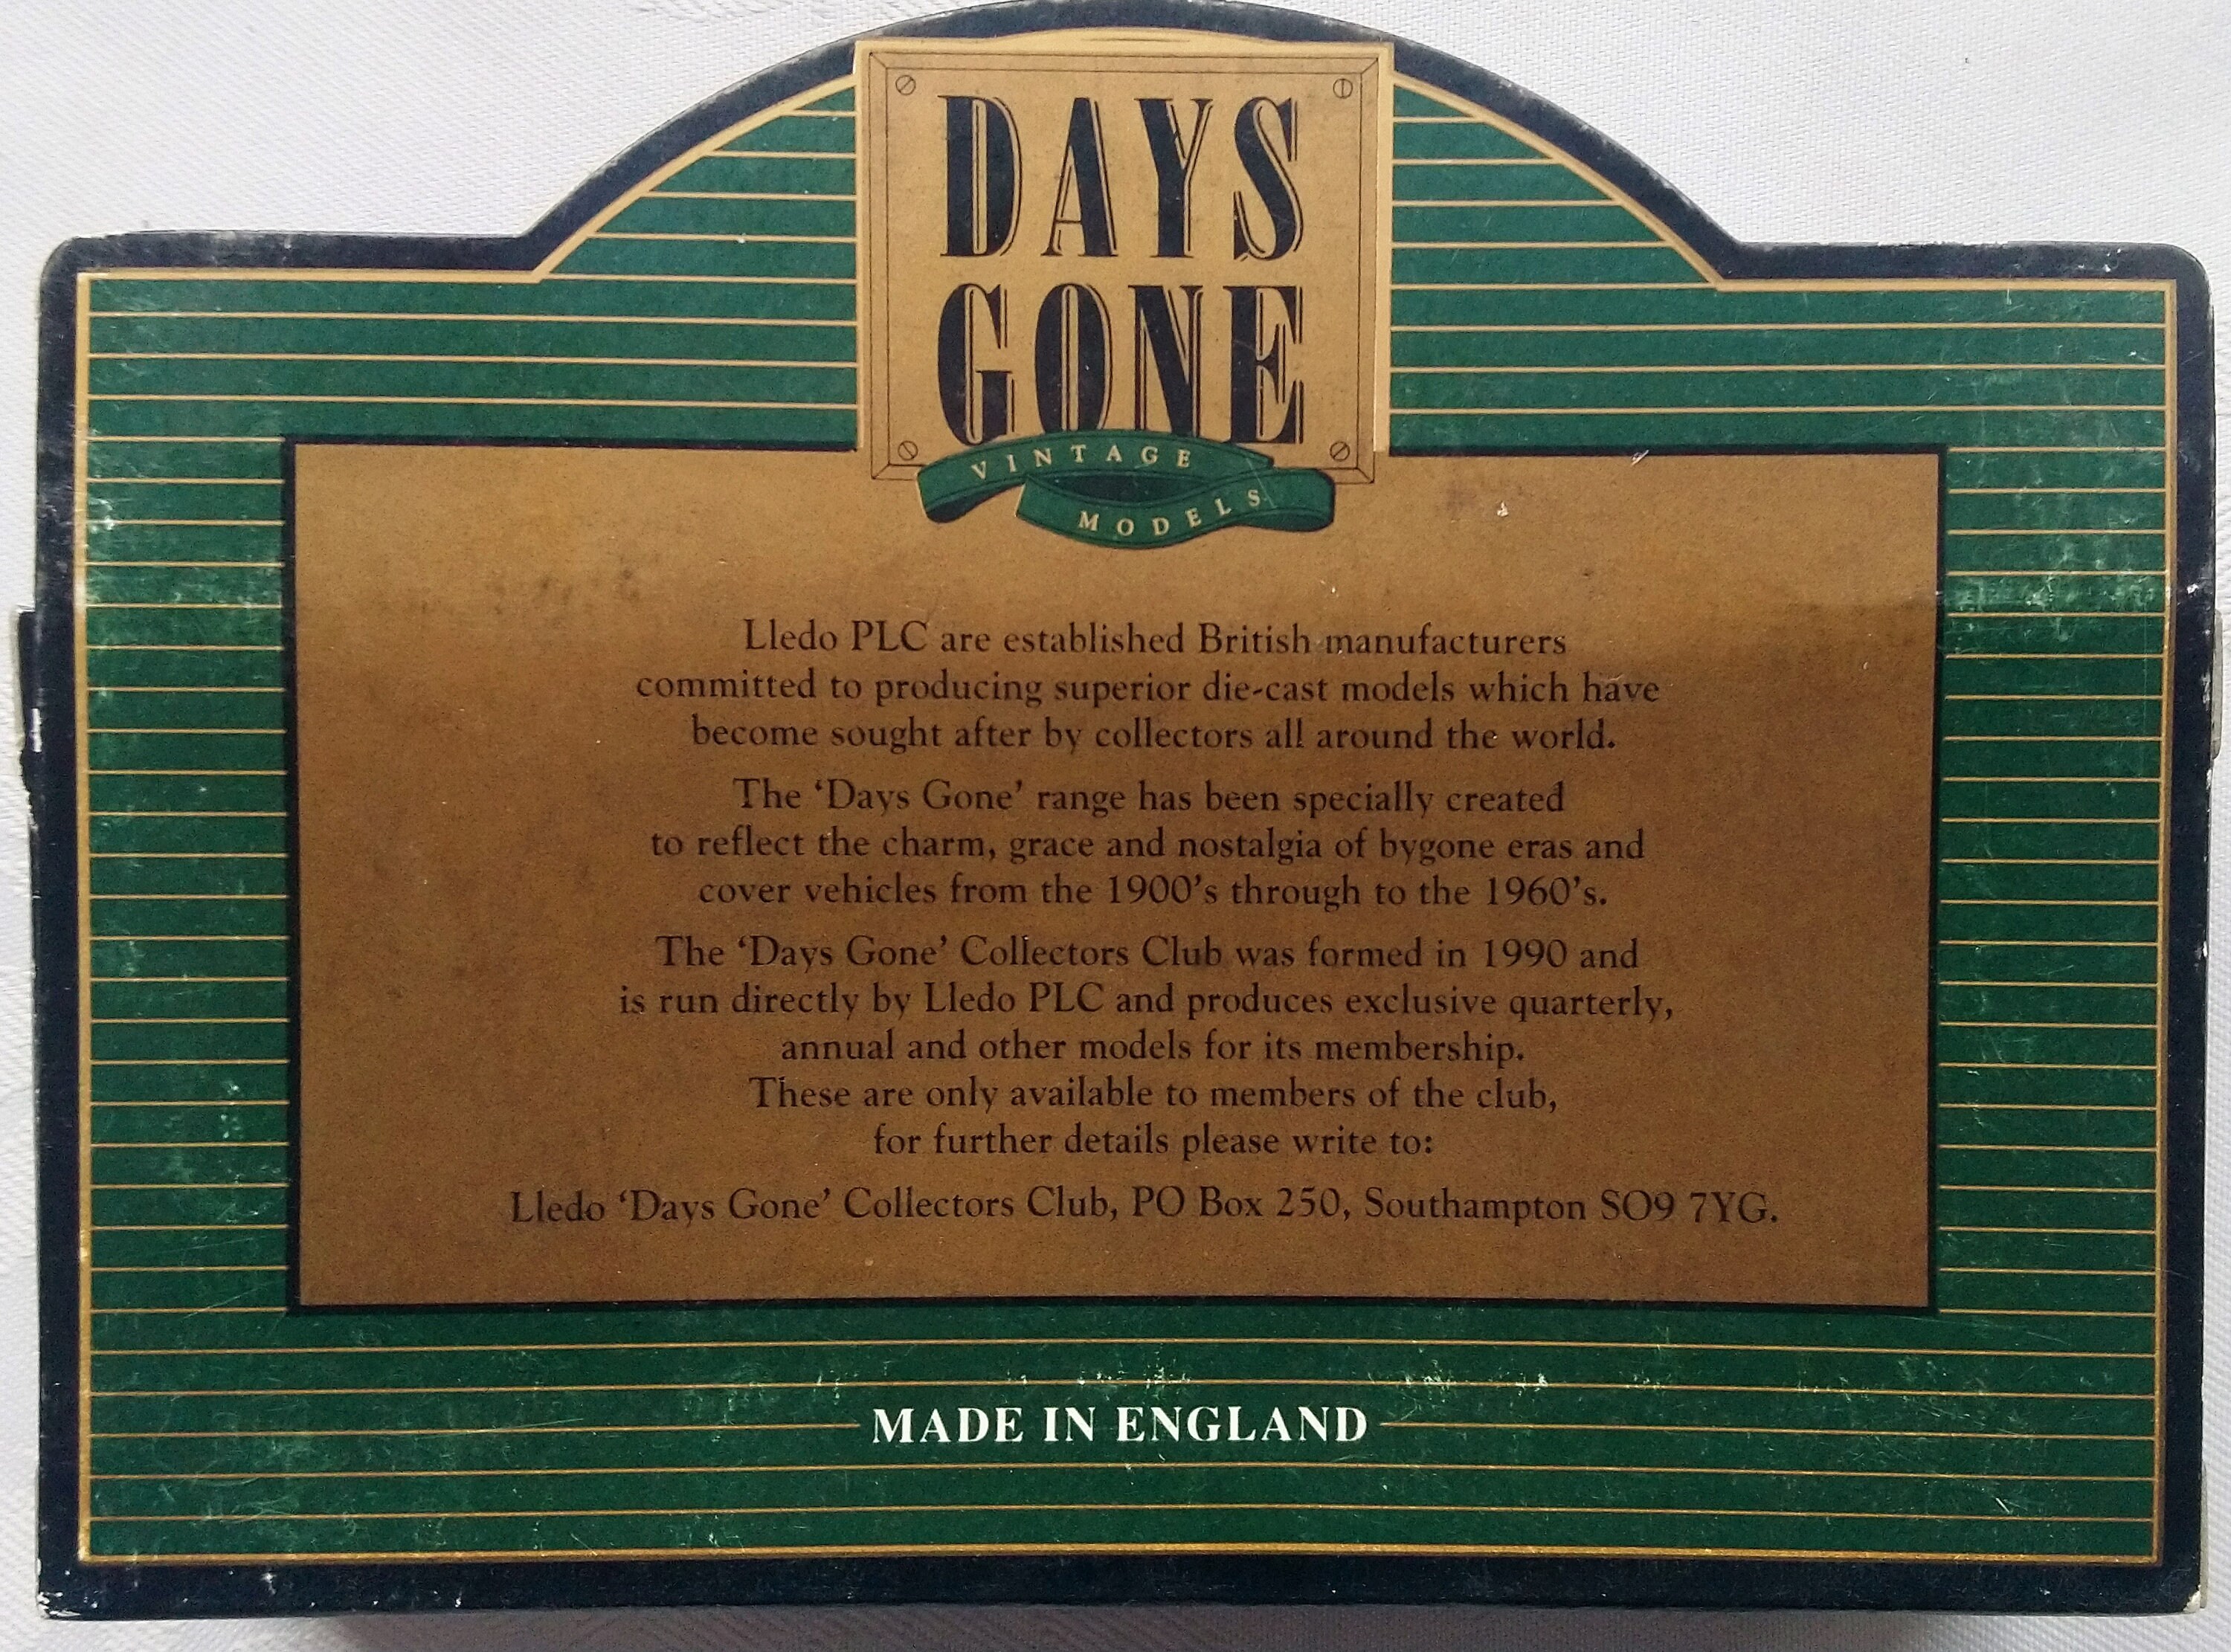 DAYS
GONE
VINTAGE
MODELS
Lledo PLC are established British manufacturers
committed to producing superior die-cast models which have
become sought after by collectors all around the world.
The ‘Days Gone’ range has been specially created
to reflect the charm, grace and nostalgia of bygone eras and
cover vehicles from the 1900’s through to the 1960’s.
The ‘Days Gone’ Collectors Club was formed in 1990 and
is run directly by Lledo PLC and produces exclusive quarterly,
annual and other models for its membership.
These are only available to members of the club,
for further details please write to:
Lledo ‘Days Gone’ Collectors Club, PO Box 250, Southampton SO9 7YG.
MADE IN ENGLAND